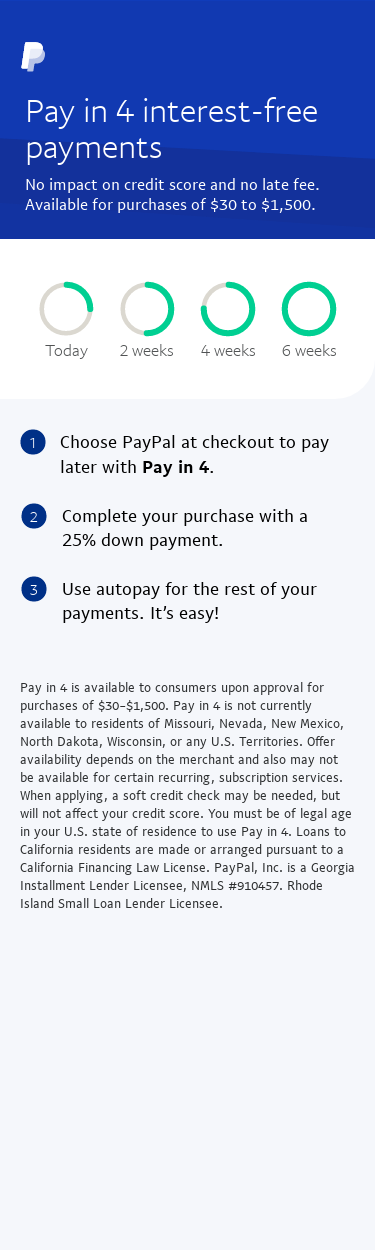 Pay in 4 interest-free
payments
No impact on credit score and no late fee.
Available for purchases of $30 to $1,500.
Today 2 weeks 4 weeks 6 weeks
1 Choose PayPal at checkout to pay
later with Pay in 4.
2 Complete your purchase with a
25% down payment.
3 Use autopay for the rest of your
payments. It's easy!
Pay in 4 is available to consumers upon approval for
purchases of $30-$1,500. Pay in 4 is not currently
available to residents of Missouri, Nevada, New Mexico,
North Dakota, Wisconsin, or any U.S. Territories. Offer
availability depends on the merchant and also may not
be available for certain recurring, subscription services.
When applying, a soft credit check may be needed, but
will not affect your credit score. You must be of legal age
in your U.S. state of residence to use Pay in 4. Loans to
California residents are made or arranged pursuant to a
California Financing Law License. PayPal, Inc. is a Georgia
Installment Lender Licensee, NMLS #910457. Rhode
Island Small Loan Lender Licensee.